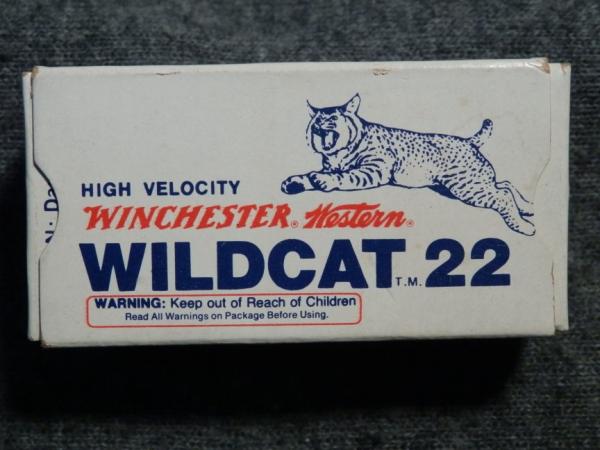 HIGH VELOCITY
WINCHESTER® Western®
WILDCAT T.M. 22
WARNING: Keep out of Reach of Children
Read All Warnings on Package Before Using.